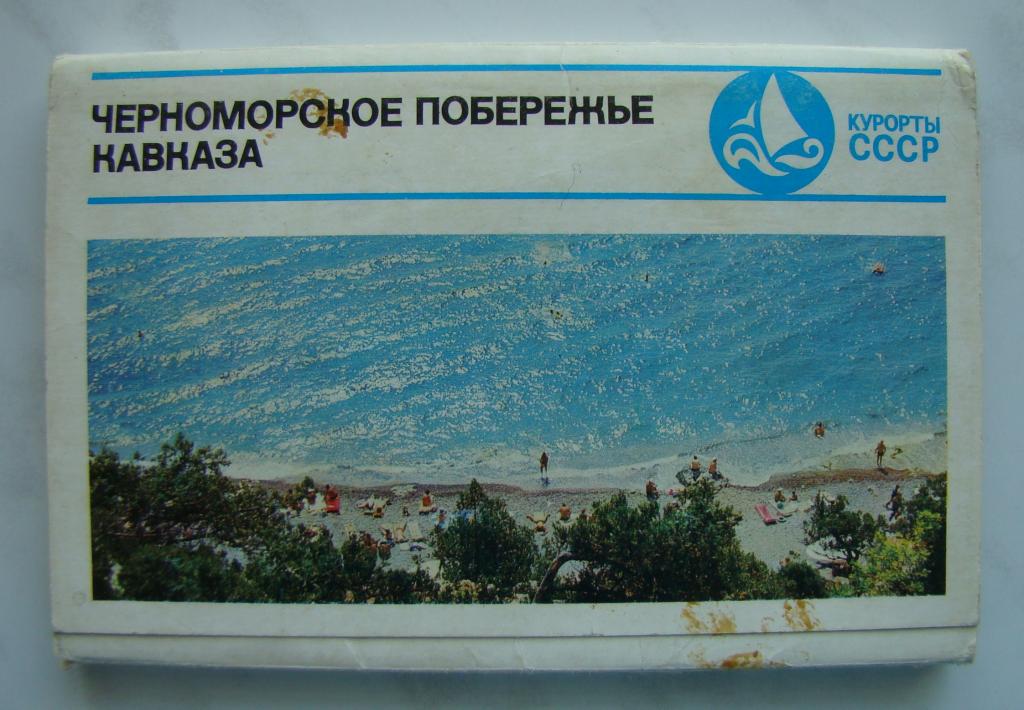 ЧЕРНОМОРСКОЕ ПОБЕРЕЖЬЕ
КАВКАЗА
КУРОРТЫ
СССР